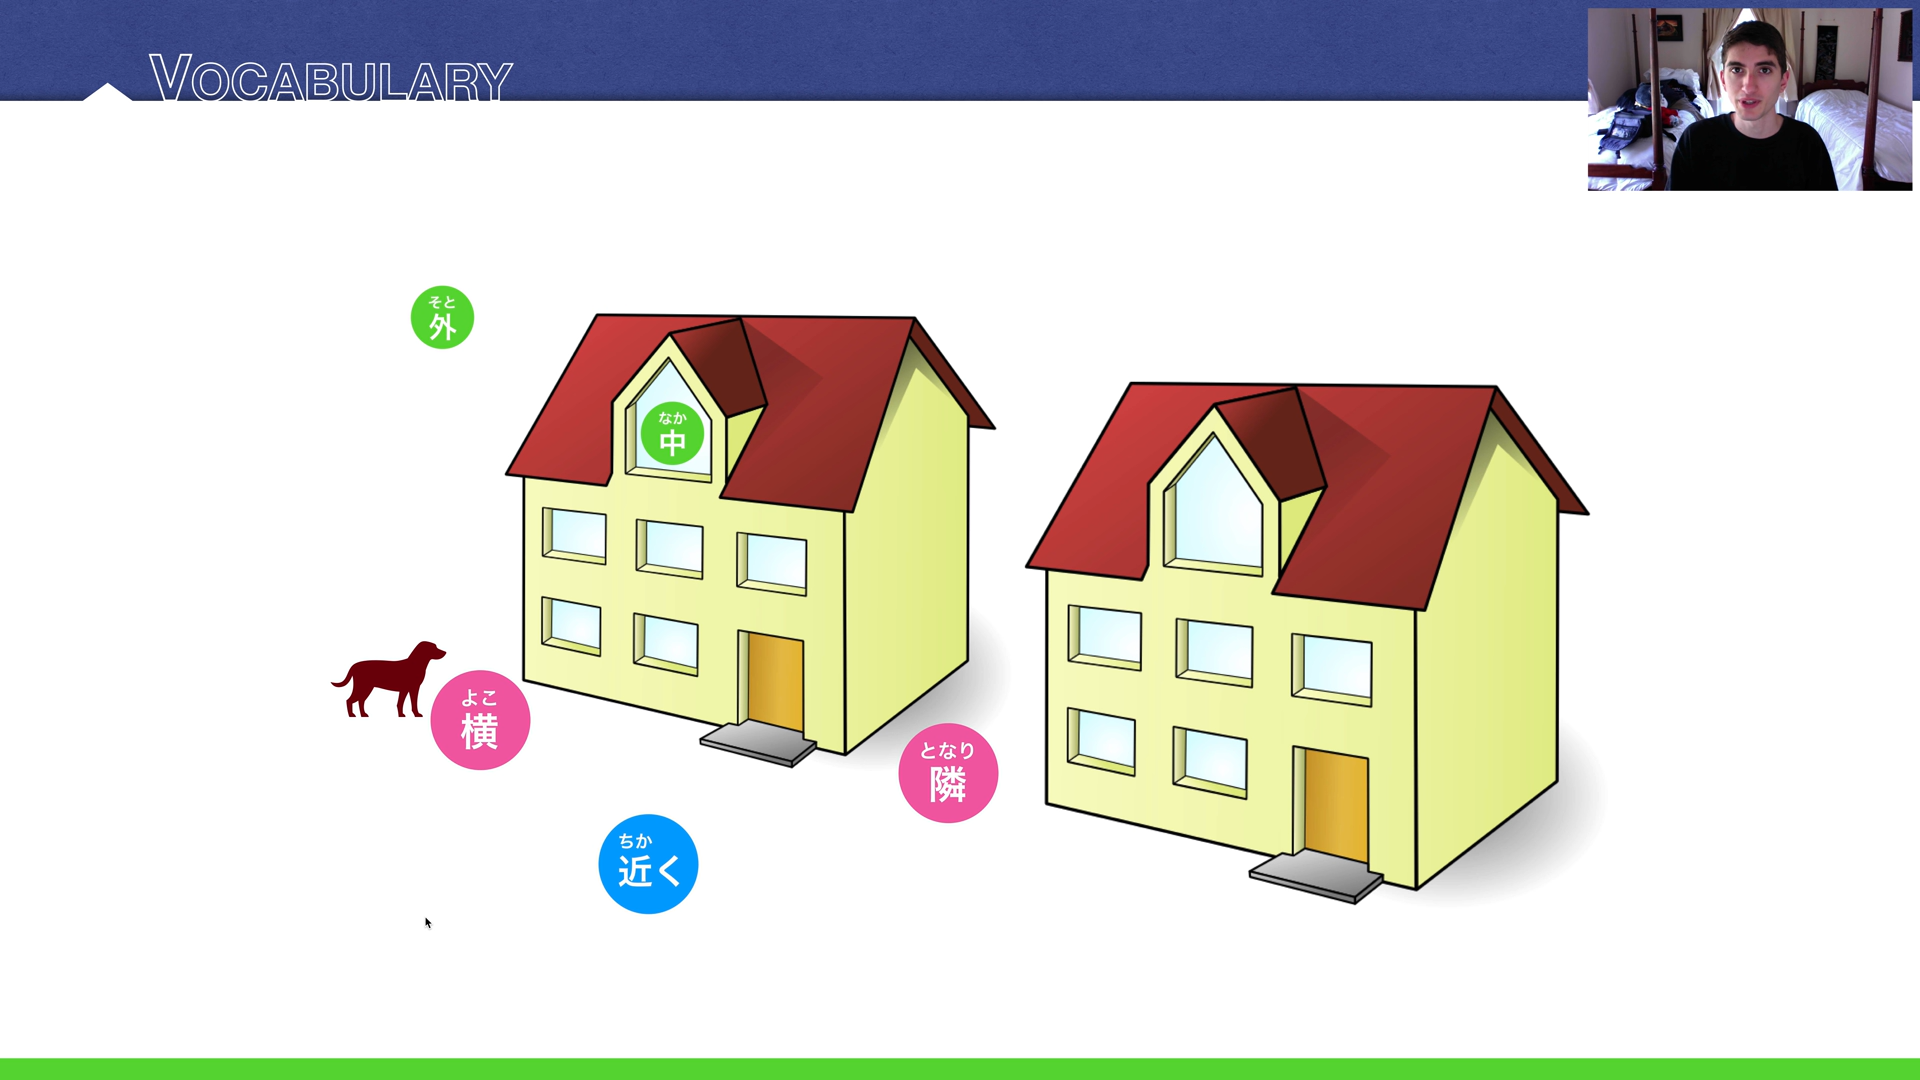 VOCABULARY
そと
外
なか
中
よこ
横
となり
隣
ちか
近く